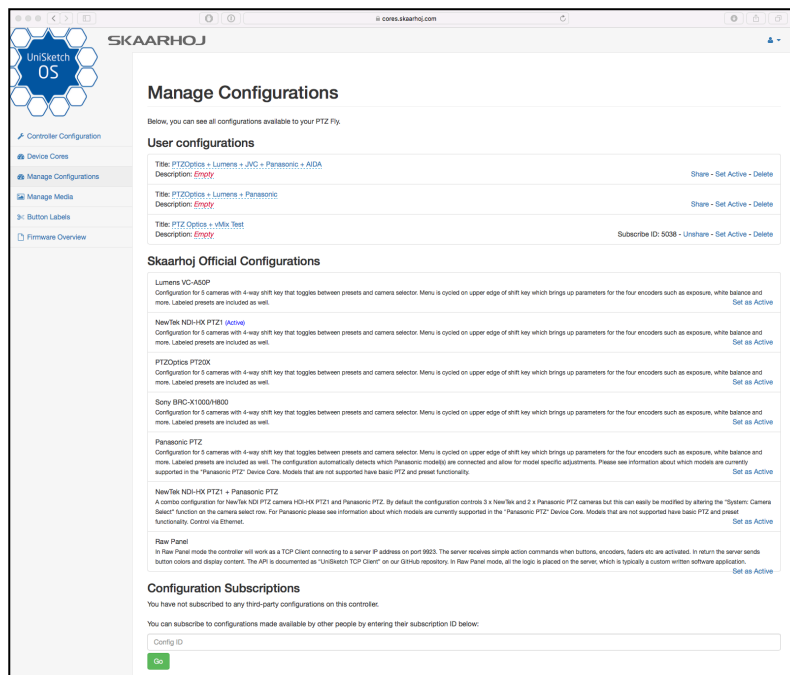 cores.skaarhoj.com
UniSketch
OS
SKAARHOJ
Controller Configuration
Device Cores
Manage Configurations
Manage Media
Button Labels
Firmware Overview
Manage Configurations
Below, you can see all configurations available to your PTZ Fly.
User configurations
Title: PTZOptics + Lumens + JVC + Panasonic + AIDA
Description: Empty
Share - Set Active - Delete
Title: PTZOptics + Lumens + Panasonic
Description: Empty
Share - Set Active - Delete
Title: PTZ Optics + vMix Test
Description: Empty
Subscribe ID: 5038 - Unshare - Set Active - Delete
Skaarhoj Official Configurations
Lumens VC-A50P
Configuration for 5 cameras with 4-way shift key that toggles between presets and camera selector. Menu is cycled on upper edge of shift key which brings up parameters for the four encoders such as exposure, white balance and
more. Labeled presets are included as well.
Set as Active
NewTek NDI-HX PTZ1 (Active)
Configuration for 5 cameras with 4-way shift key that toggles between presets and camera selector. Menu is cycled on upper edge of shift key which brings up parameters for the four encoders such as exposure, white balance and
more. Labeled presets are included as well.
Set as Active
PTZOptics PT20X
Configuration for 5 cameras with 4-way shift key that toggles between presets and camera selector. Menu is cycled on upper edge of shift key which brings up parameters for the four encoders such as exposure, white balance and
more. Labeled presets are included as well.
Set as Active
Sony BRC-X1000/H800
Configuration for 5 cameras with 4-way shift key that toggles between presets and camera selector. Menu is cycled on upper edge of shift key which brings up parameters for the four encoders such as exposure, white balance and
more. Labeled presets are included as well.
Set as Active
Panasonic PTZ
Configuration for 5 cameras with 4-way shift key that toggles between presets and camera selector. Menu is cycled on upper edge of shift key which brings up parameters for the four encoders such as exposure, white balance and
more. Labeled presets are included as well. The configuration automatically detects which Panasonic model(s) are connected and allow for model specific adjustments. Please see information about which models are currently
supported in the "Panasonic PTZ" Device Core. Models that are not supported have basic PTZ and preset functionality.
Set as Active
NewTek NDI-HX PTZ1 + Panasonic PTZ
A combo configuration for NewTek NDI PTZ camera HDI-HX PTZ1 and Panasonic PTZ. By default the configuration controls 3 x NewTek and 2 x Panasonic PTZ cameras but this can easily be modified by altering the "System: Camera
Select" function on the camera select row. For Panasonic please see information about which models are currently supported in the "Panasonic PTZ" Device Core. Models that are not supported have basic PTZ and preset
functionality. Control via Ethernet.
Set as Active
Raw Panel
In Raw Panel mode the controller will work as a TCP Client connecting to a server IP address on port 9923. The server receives simple action commands when buttons, encoders, faders etc are activated. In return the server sends
button colors and display content. The API is documented as "UniSketch TCP Client" on our GitHub repository. In Raw Panel mode, all the logic is placed on the server, which is typically a custom written software application.
Set as Active
Configuration Subscriptions
You have not subscribed to any third-party configurations on this controller.
You can subscribe to configurations made available by other people by entering their subscription ID below:
Config ID
Go